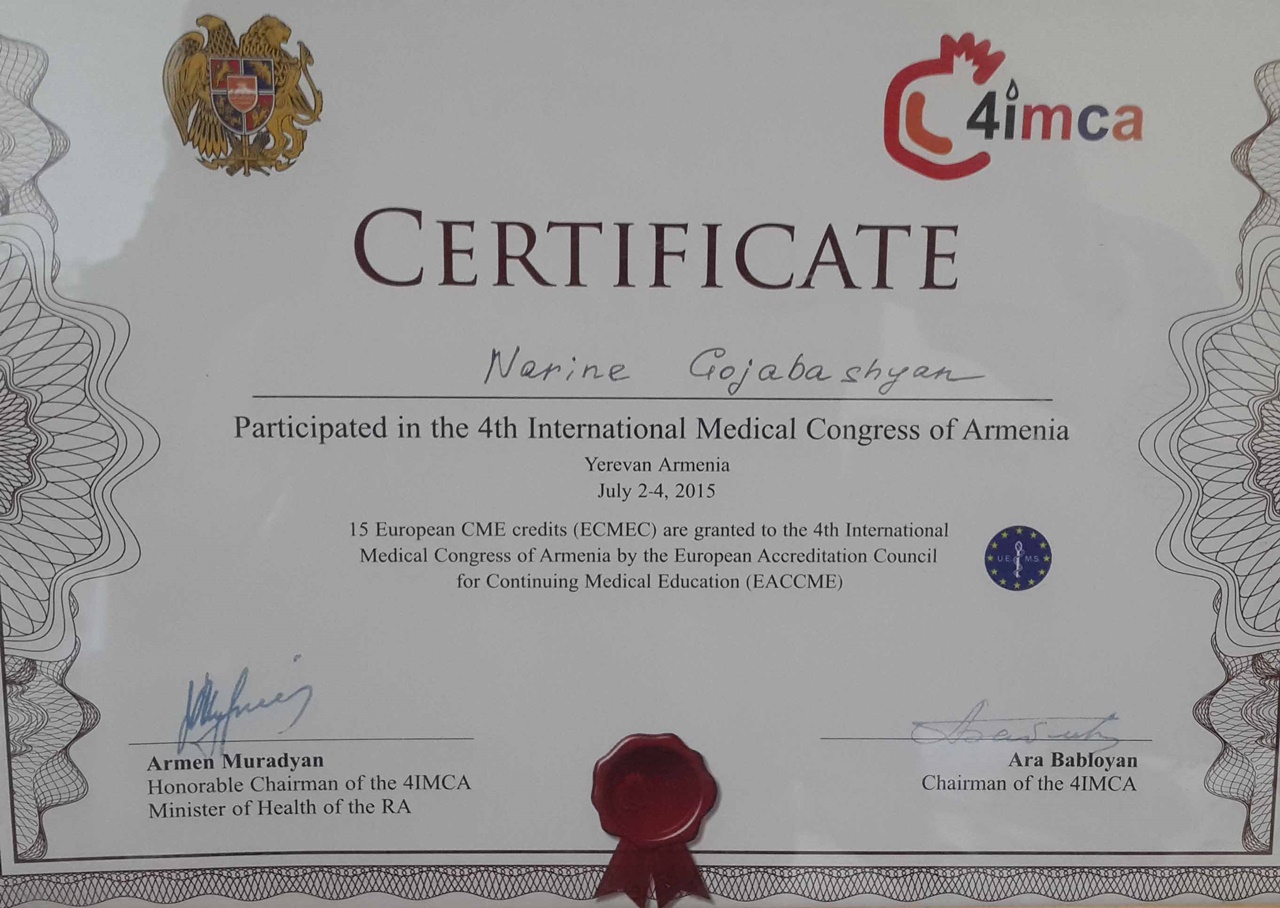 4imca
CERTIFICATE
Narine Gojabashyan
Participated in the 4th International Medical Congress of Armenia
Yerevan Armenia
July 2-4, 2015
15 European CME credits (ECMEC) are granted to the 4th International
Medical Congress of Armenia by the European Accreditation Council
for Continuing Medical Education (EACCME)
U.E.M.S.
Armen Muradyan
Honorable Chairman of the 4IMCA
Minister of Health of the RA
Ara Babloyan
Chairman of the 4IMCA